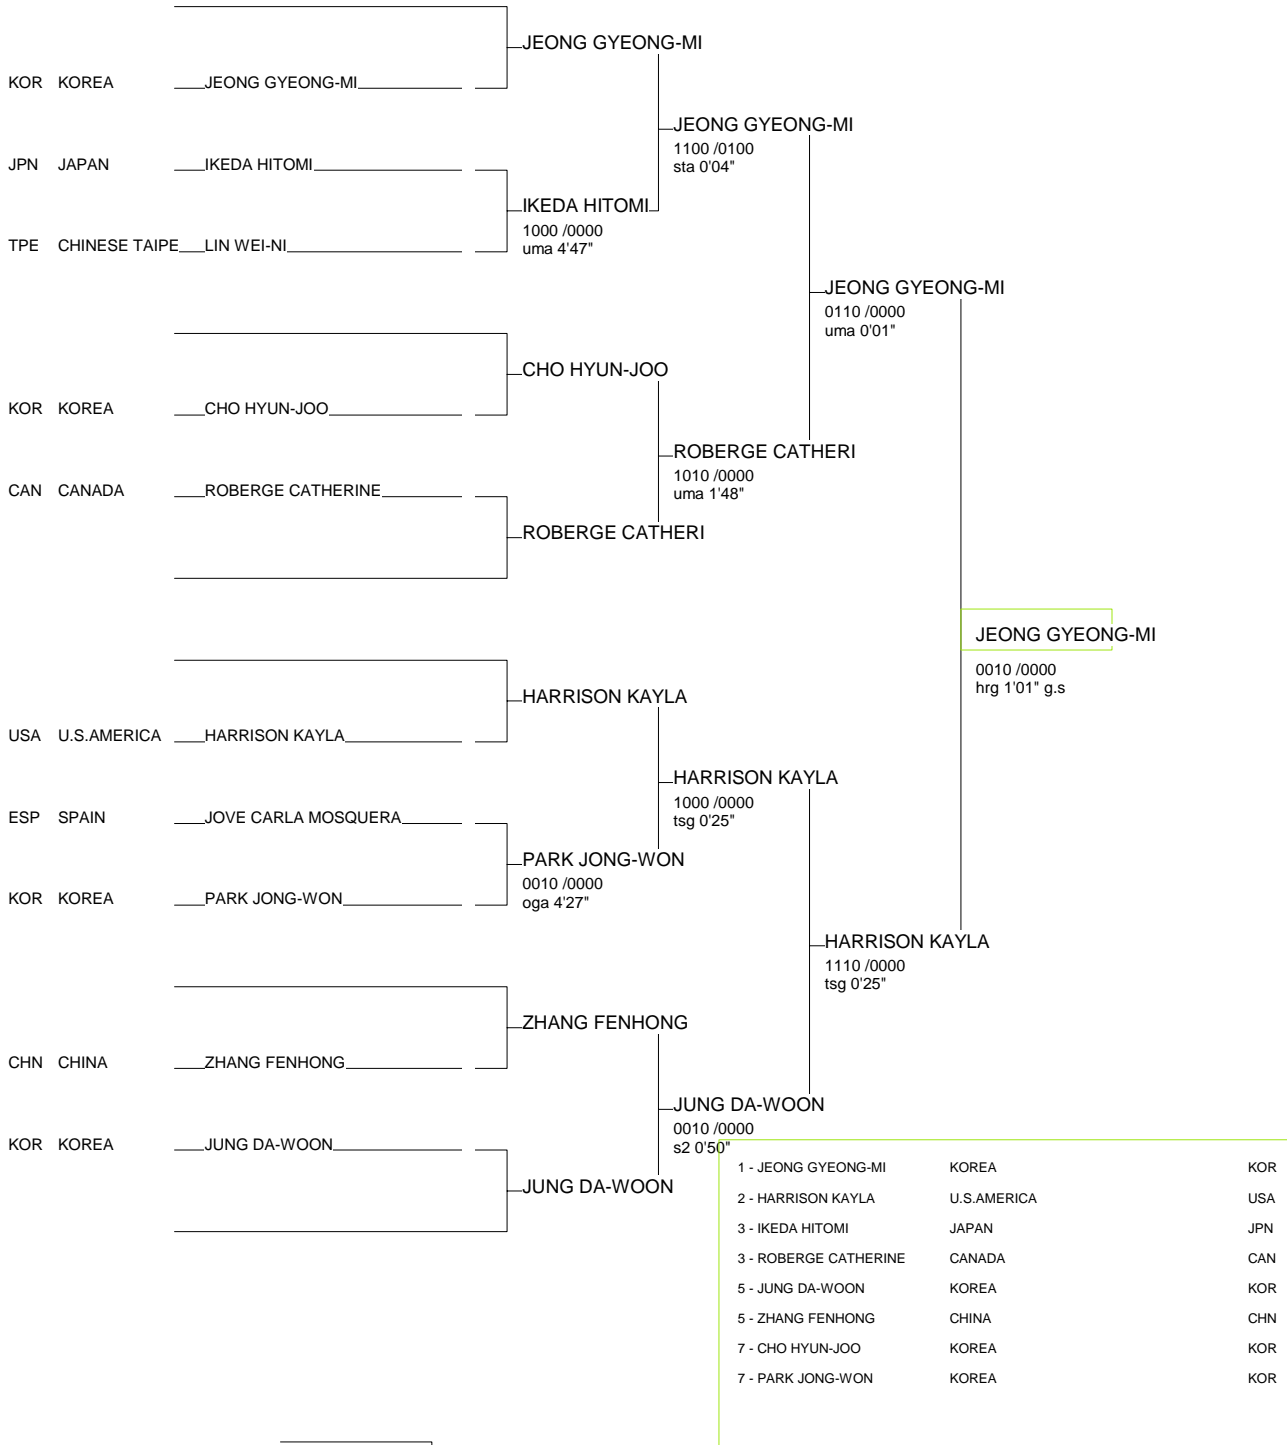 JEONG GYEONG-MI
KOR KOREA JEONG GYEONG-MI
JEONG GYEONG-MI
1100 /0100
JPN JAPAN IKEDA HITOMI
sta 0'04"
IKEDA HITOMI
1000 /0000
TPE CHINESE TAIPE LIN WEI-NI
uma 4'47"
JEONG GYEONG-MI
0110 /0000
uma 0'01"
CHO HYUN-JOO
KOR KOREA CHO HYUN-JOO
ROBERGE CATHERI
1010 /0000
CAN CANADA ROBERGE CATHERINE
uma 1'48"
ROBERGE CATHERI
JEONG GYEONG-MI
0010 /0000
hrg 1'01" g.s
HARRISON KAYLA
USA U.S.AMERICA HARRISON KAYLA
HARRISON KAYLA
1000 /0000
ESP SPAIN JOVE CARLA MOSQUERA
tsg 0'25"
PARK JONG-WON
0010 /0000
KOR KOREA PARK JONG-WON
oga 4'27"
HARRISON KAYLA
1110 /0000
tsg 0'25"
ZHANG FENHONG
CHN CHINA ZHANG FENHONG
JUNG DA-WOON
0010 /0000
KOR KOREA JUNG DA-WOON
s2 0'50"
JUNG DA-WOON
1 - JEONG GYEONG-MI KOREA KOR
2 - HARRISON KAYLA U.S.AMERICA USA
3 - IKEDA HITOMI JAPAN JPN
3 - ROBERGE CATHERINE CANADA CAN
5 - JUNG DA-WOON KOREA KOR
5 - ZHANG FENHONG CHINA CHN
7 - CHO HYUN-JOO KOREA KOR
7 - PARK JONG-WON KOREA KOR